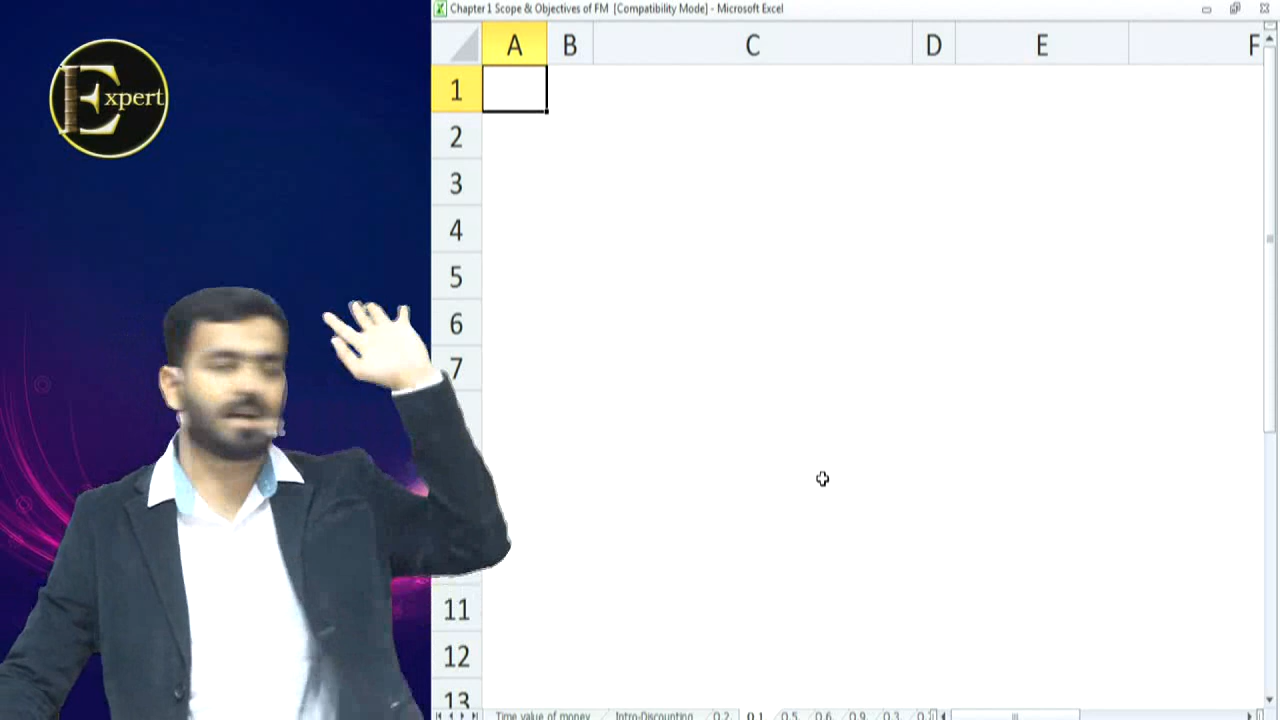 Chapter 1 Scope & Objectives of FM [Compatibility Mode] - Microsoft Excel
Expert
A B C D E F
1
2
3
4
5
6
7
11
12
13
Time value of money Intro-Discounting Q.2 Q.1 Q.5 Q.6 Q.9 Q.3